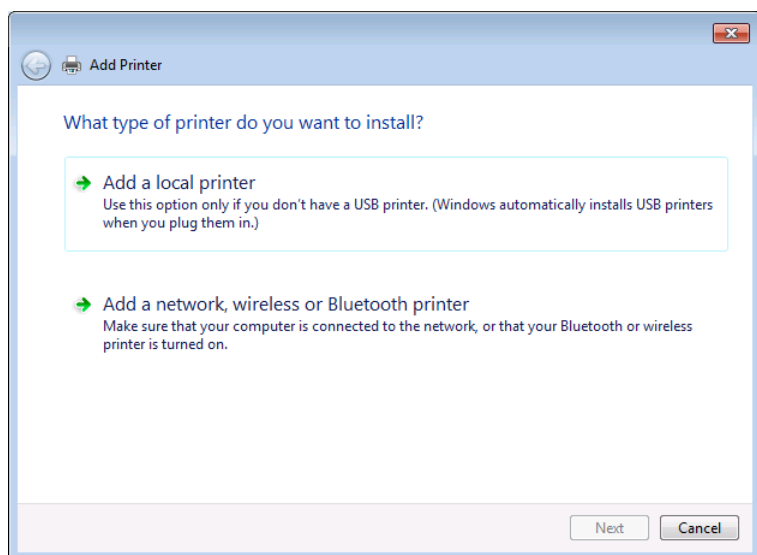 Add Printer
What type of printer do you want to install?
Add a local printer
Use this option only if you don't have a USB printer. (Windows automatically installs USB printers
when you plug them in.)
Add a network, wireless or Bluetooth printer
Make sure that your computer is connected to the network, or that your Bluetooth or wireless
printer is turned on.
Next
Cancel